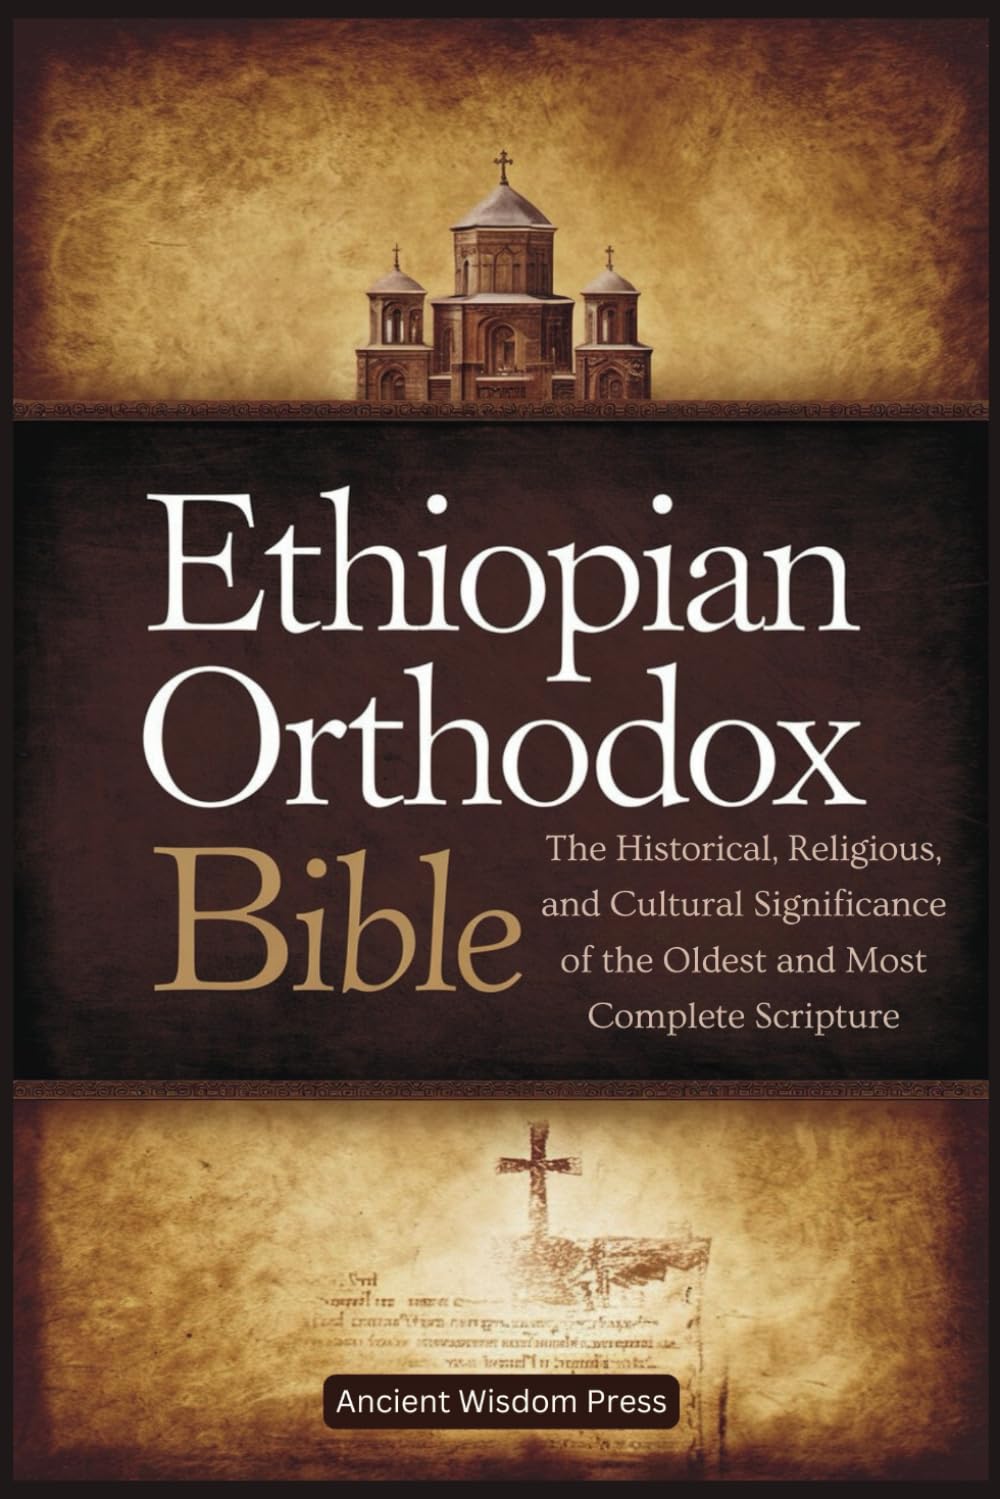 Ethiopian
Orthodox
Bible
The Historical, Religious,
and Cultural Significance
of the Oldest and Most
Complete Scripture
Ancient Wisdom Press